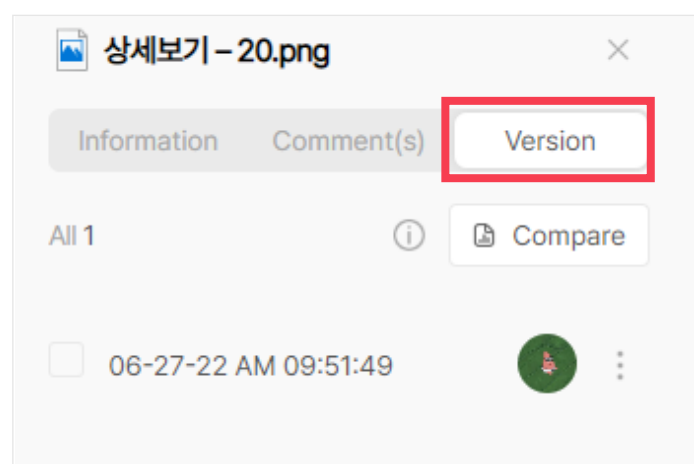 상세보기 – 20.png
Information Comment(s) Version
All 1 Compare
06-27-22 AM 09:51:49